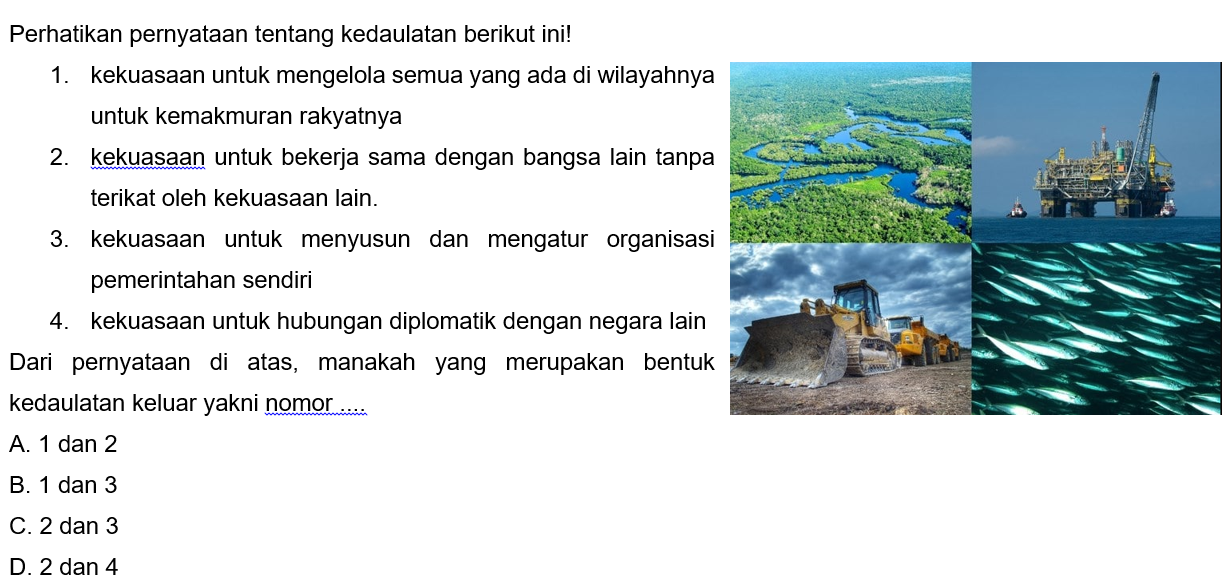 Perhatikan pernyataan tentang kedaulatan berikut ini!
1. kekuasaan untuk mengelola semua yang ada di wilayahnya
untuk kemakmuran rakyatnya
2. kekuasaan untuk bekerja sama dengan bangsa lain tanpa
terikat oleh kekuasaan lain.
3. kekuasaan untuk menyusun dan mengatur organisasi
pemerintahan sendiri
4. kekuasaan untuk hubungan diplomatik dengan negara lain
Dari pernyataan di atas, manakah yang merupakan bentuk
kedaulatan keluar yakni nomor ....
A. 1 dan 2
B. 1 dan 3
C. 2 dan 3
D. 2 dan 4